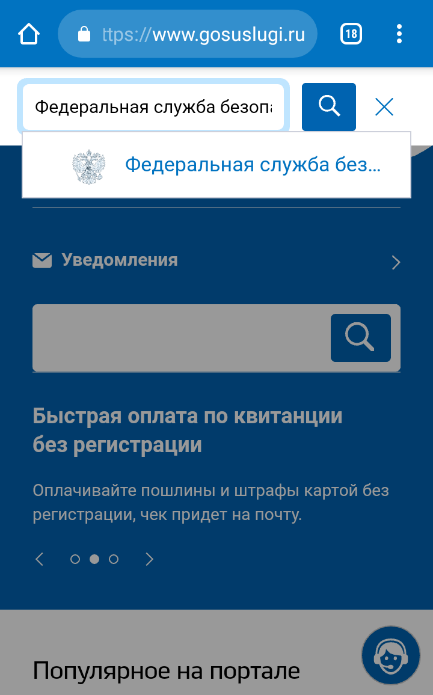 ttps://www.gosuslugi.ru
18
Федеральная служба безопа
Федеральная служба без...
Уведомления
Быстрая оплата по квитанции
без регистрации
Оплачивайте пошлины и штрафы картой без
регистрации, чек придет на почту.
Популярное на портале